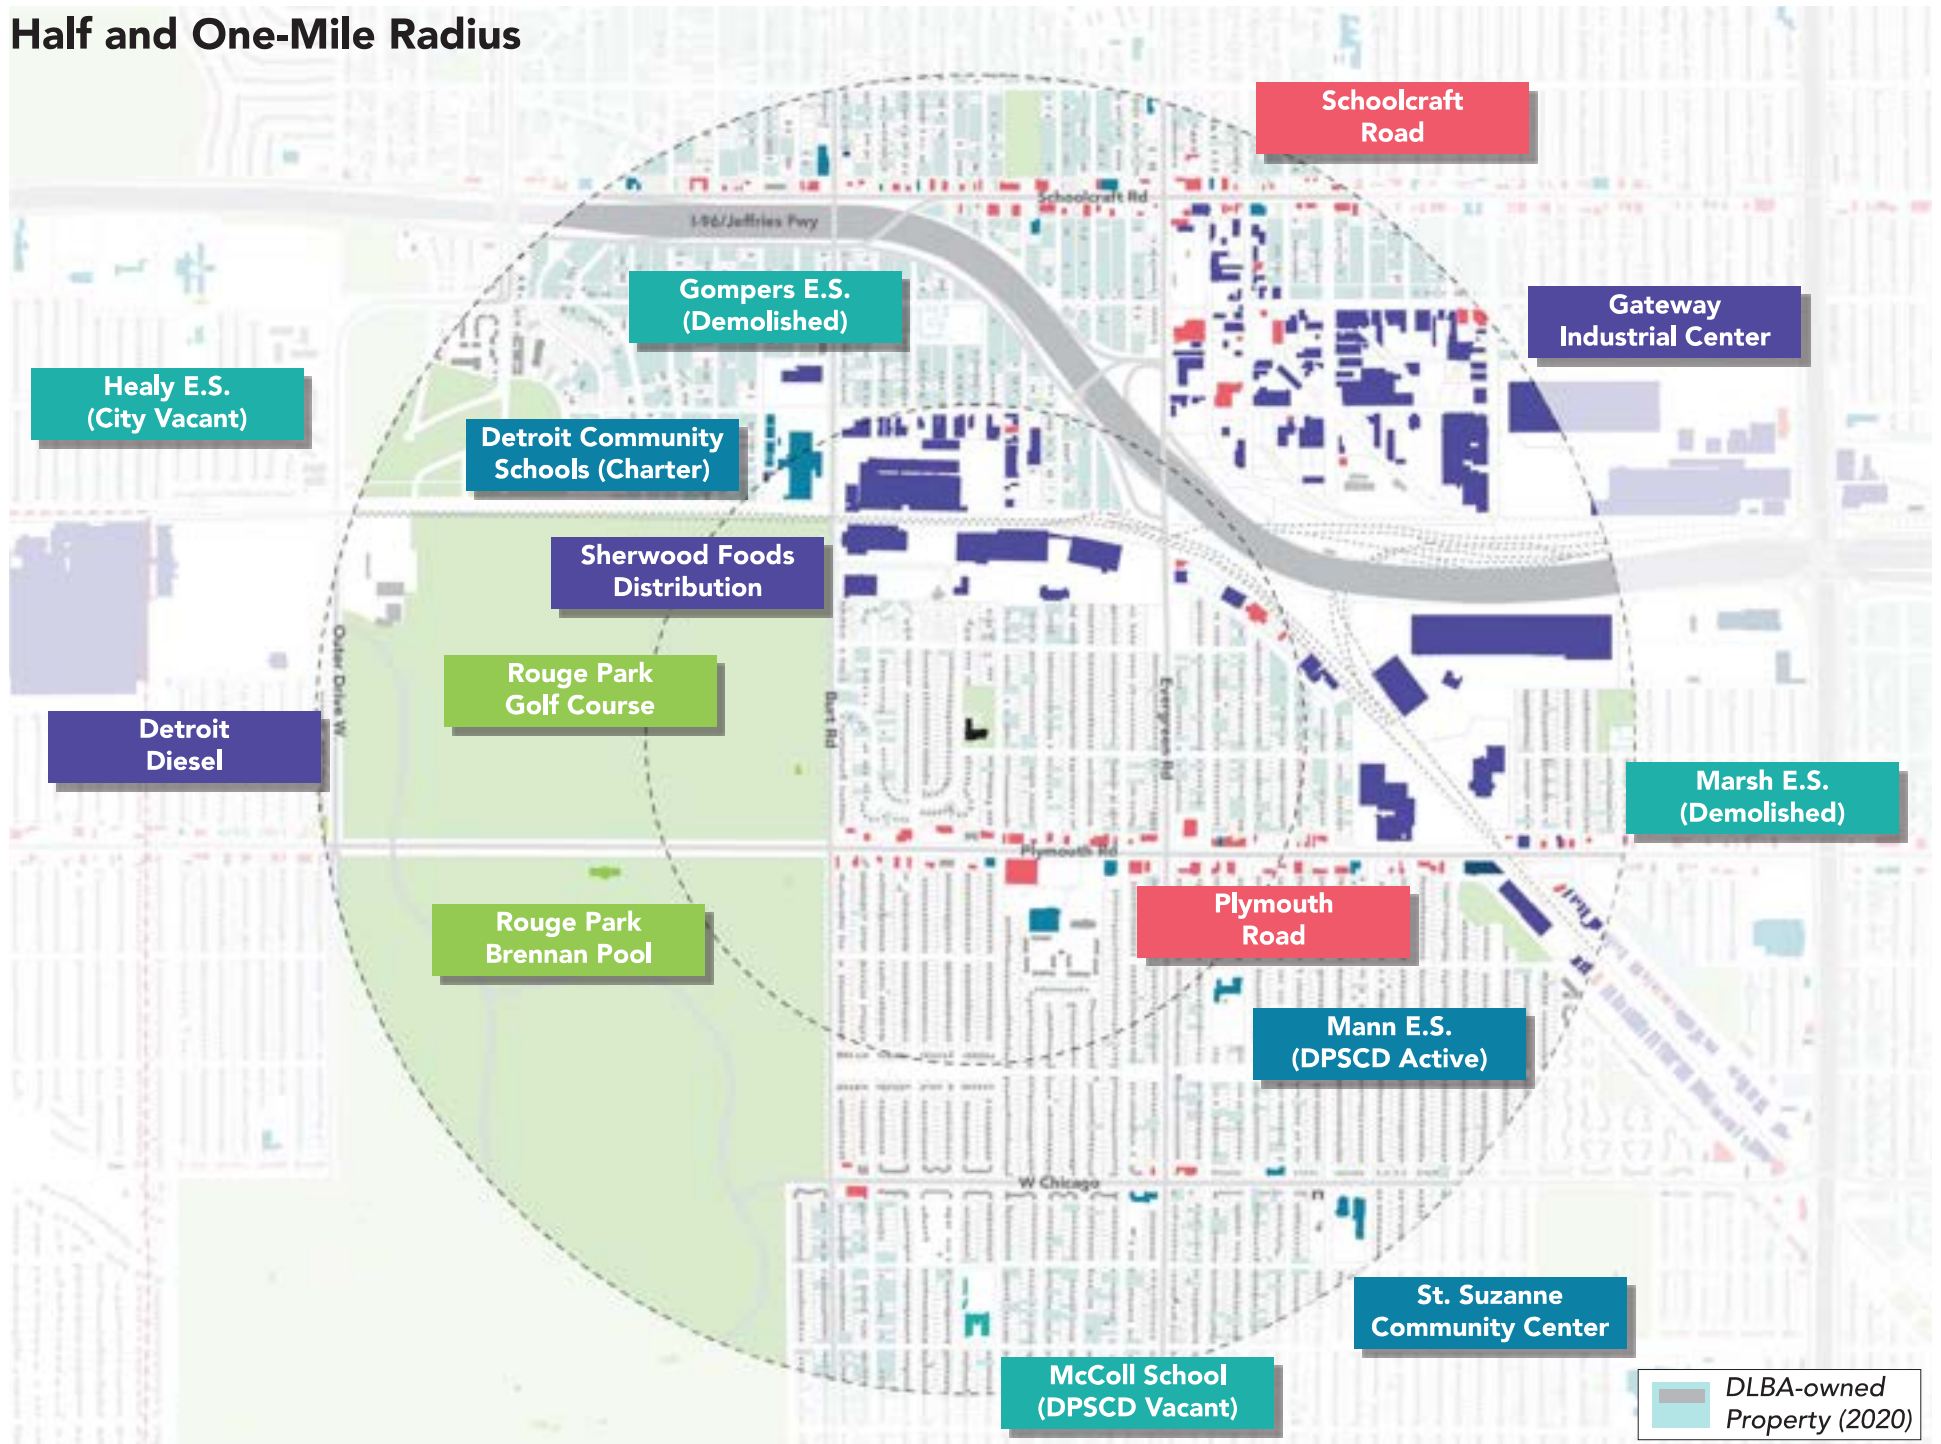 Half and One-Mile Radius
Schoolcraft
Road
Schoolcraft Rd
I-96/Jeffries Fwy
Gompers E.S.
(Demolished)
Gateway
Industrial Center
Healy E.S.
(City Vacant)
Detroit Community
Schools (Charter)
Sherwood Foods
Distribution
Outer Drive W
Rouge Park
Golf Course
Burt Rd
Evergreen Rd
Detroit
Diesel
Marsh E.S.
(Demolished)
Plymouth Rd
Plymouth
Road
Rouge Park
Brennan Pool
Mann E.S.
(DPSCD Active)
W Chicago
St. Suzanne
Community Center
McColl School
(DPSCD Vacant)
DLBA-owned
Property (2020)